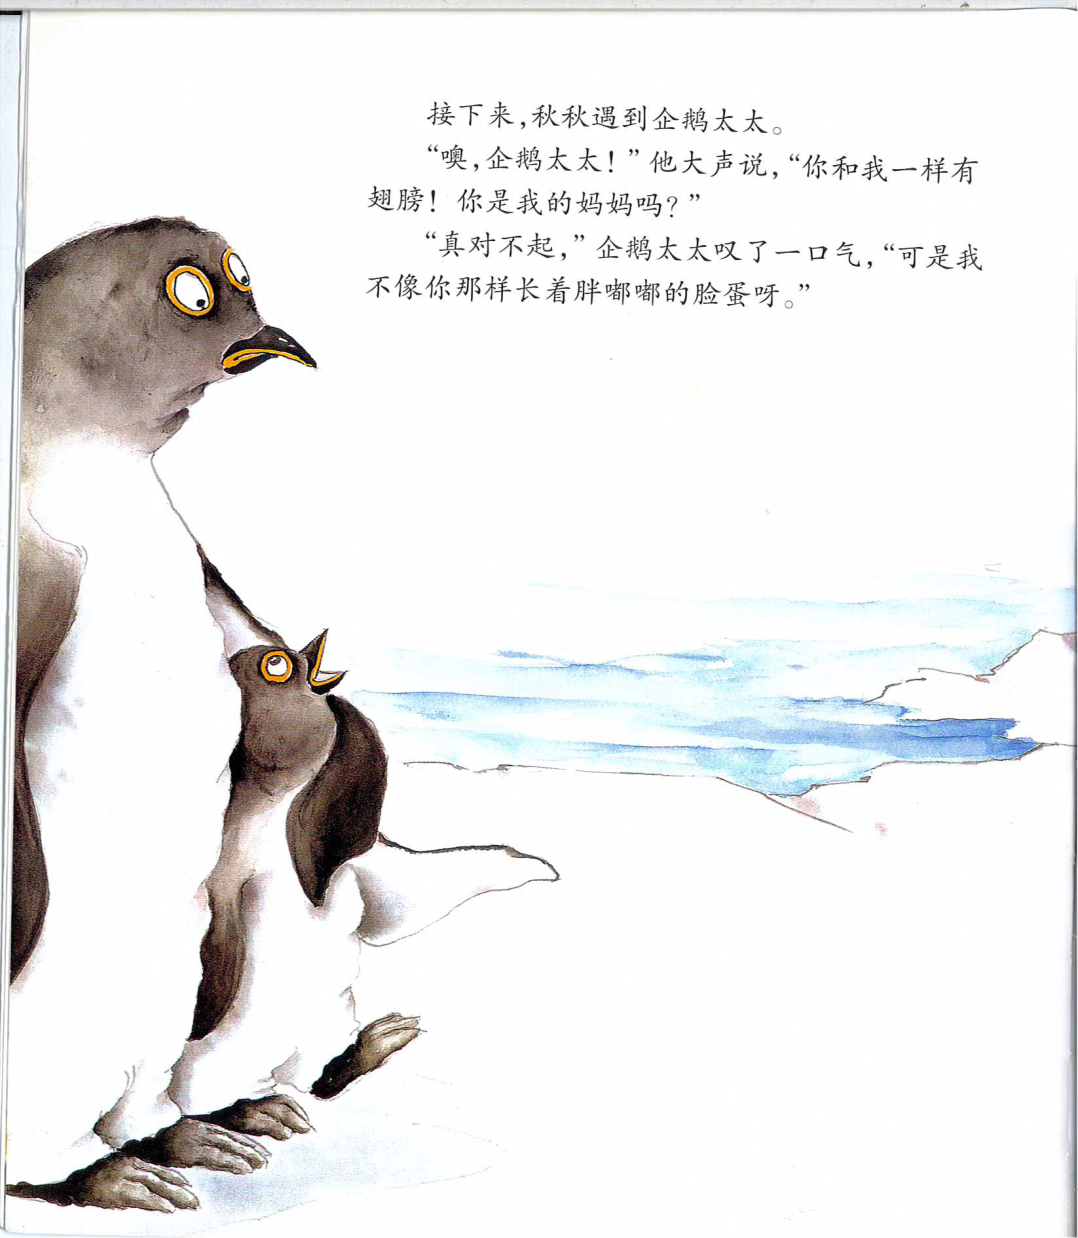 接下来，秋秋遇到企鹅太太。
“噢，企鹅太太！”他大声说，“你和我一样有
翅膀！你是我的妈妈吗？”
“真对不起，”企鹅太太叹了一口气，“可是我
不像你那样长着胖嘟嘟的脸蛋呀。”